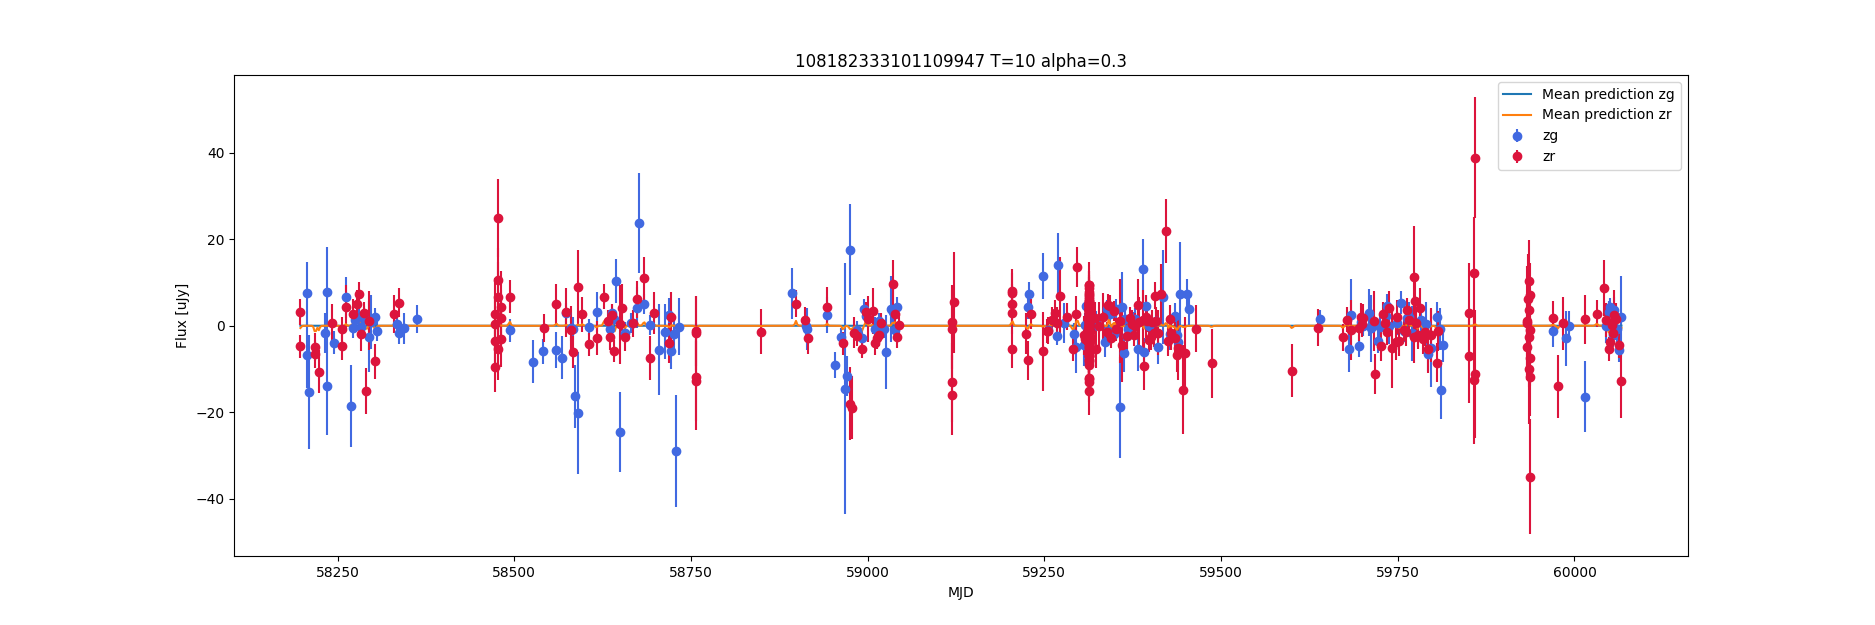 108182333101109947 T=10 alpha=0.3
Mean prediction zg
Mean prediction zr
zg
zr
40
20
0
−20
−40
Flux [uJy]
58250 58500 58750 59000 59250 59500 59750 60000
MJD